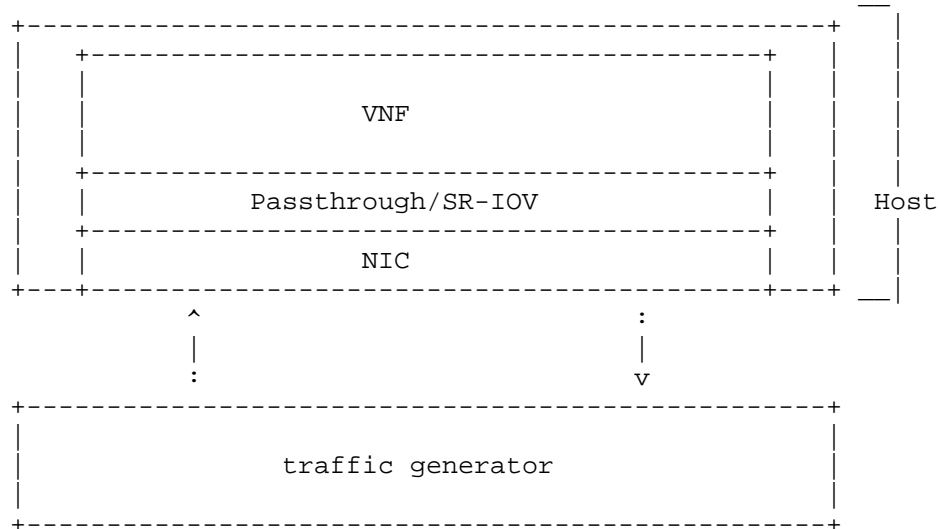 VNF
Passthrough/SR-IOV
Host
NIC
traffic generator